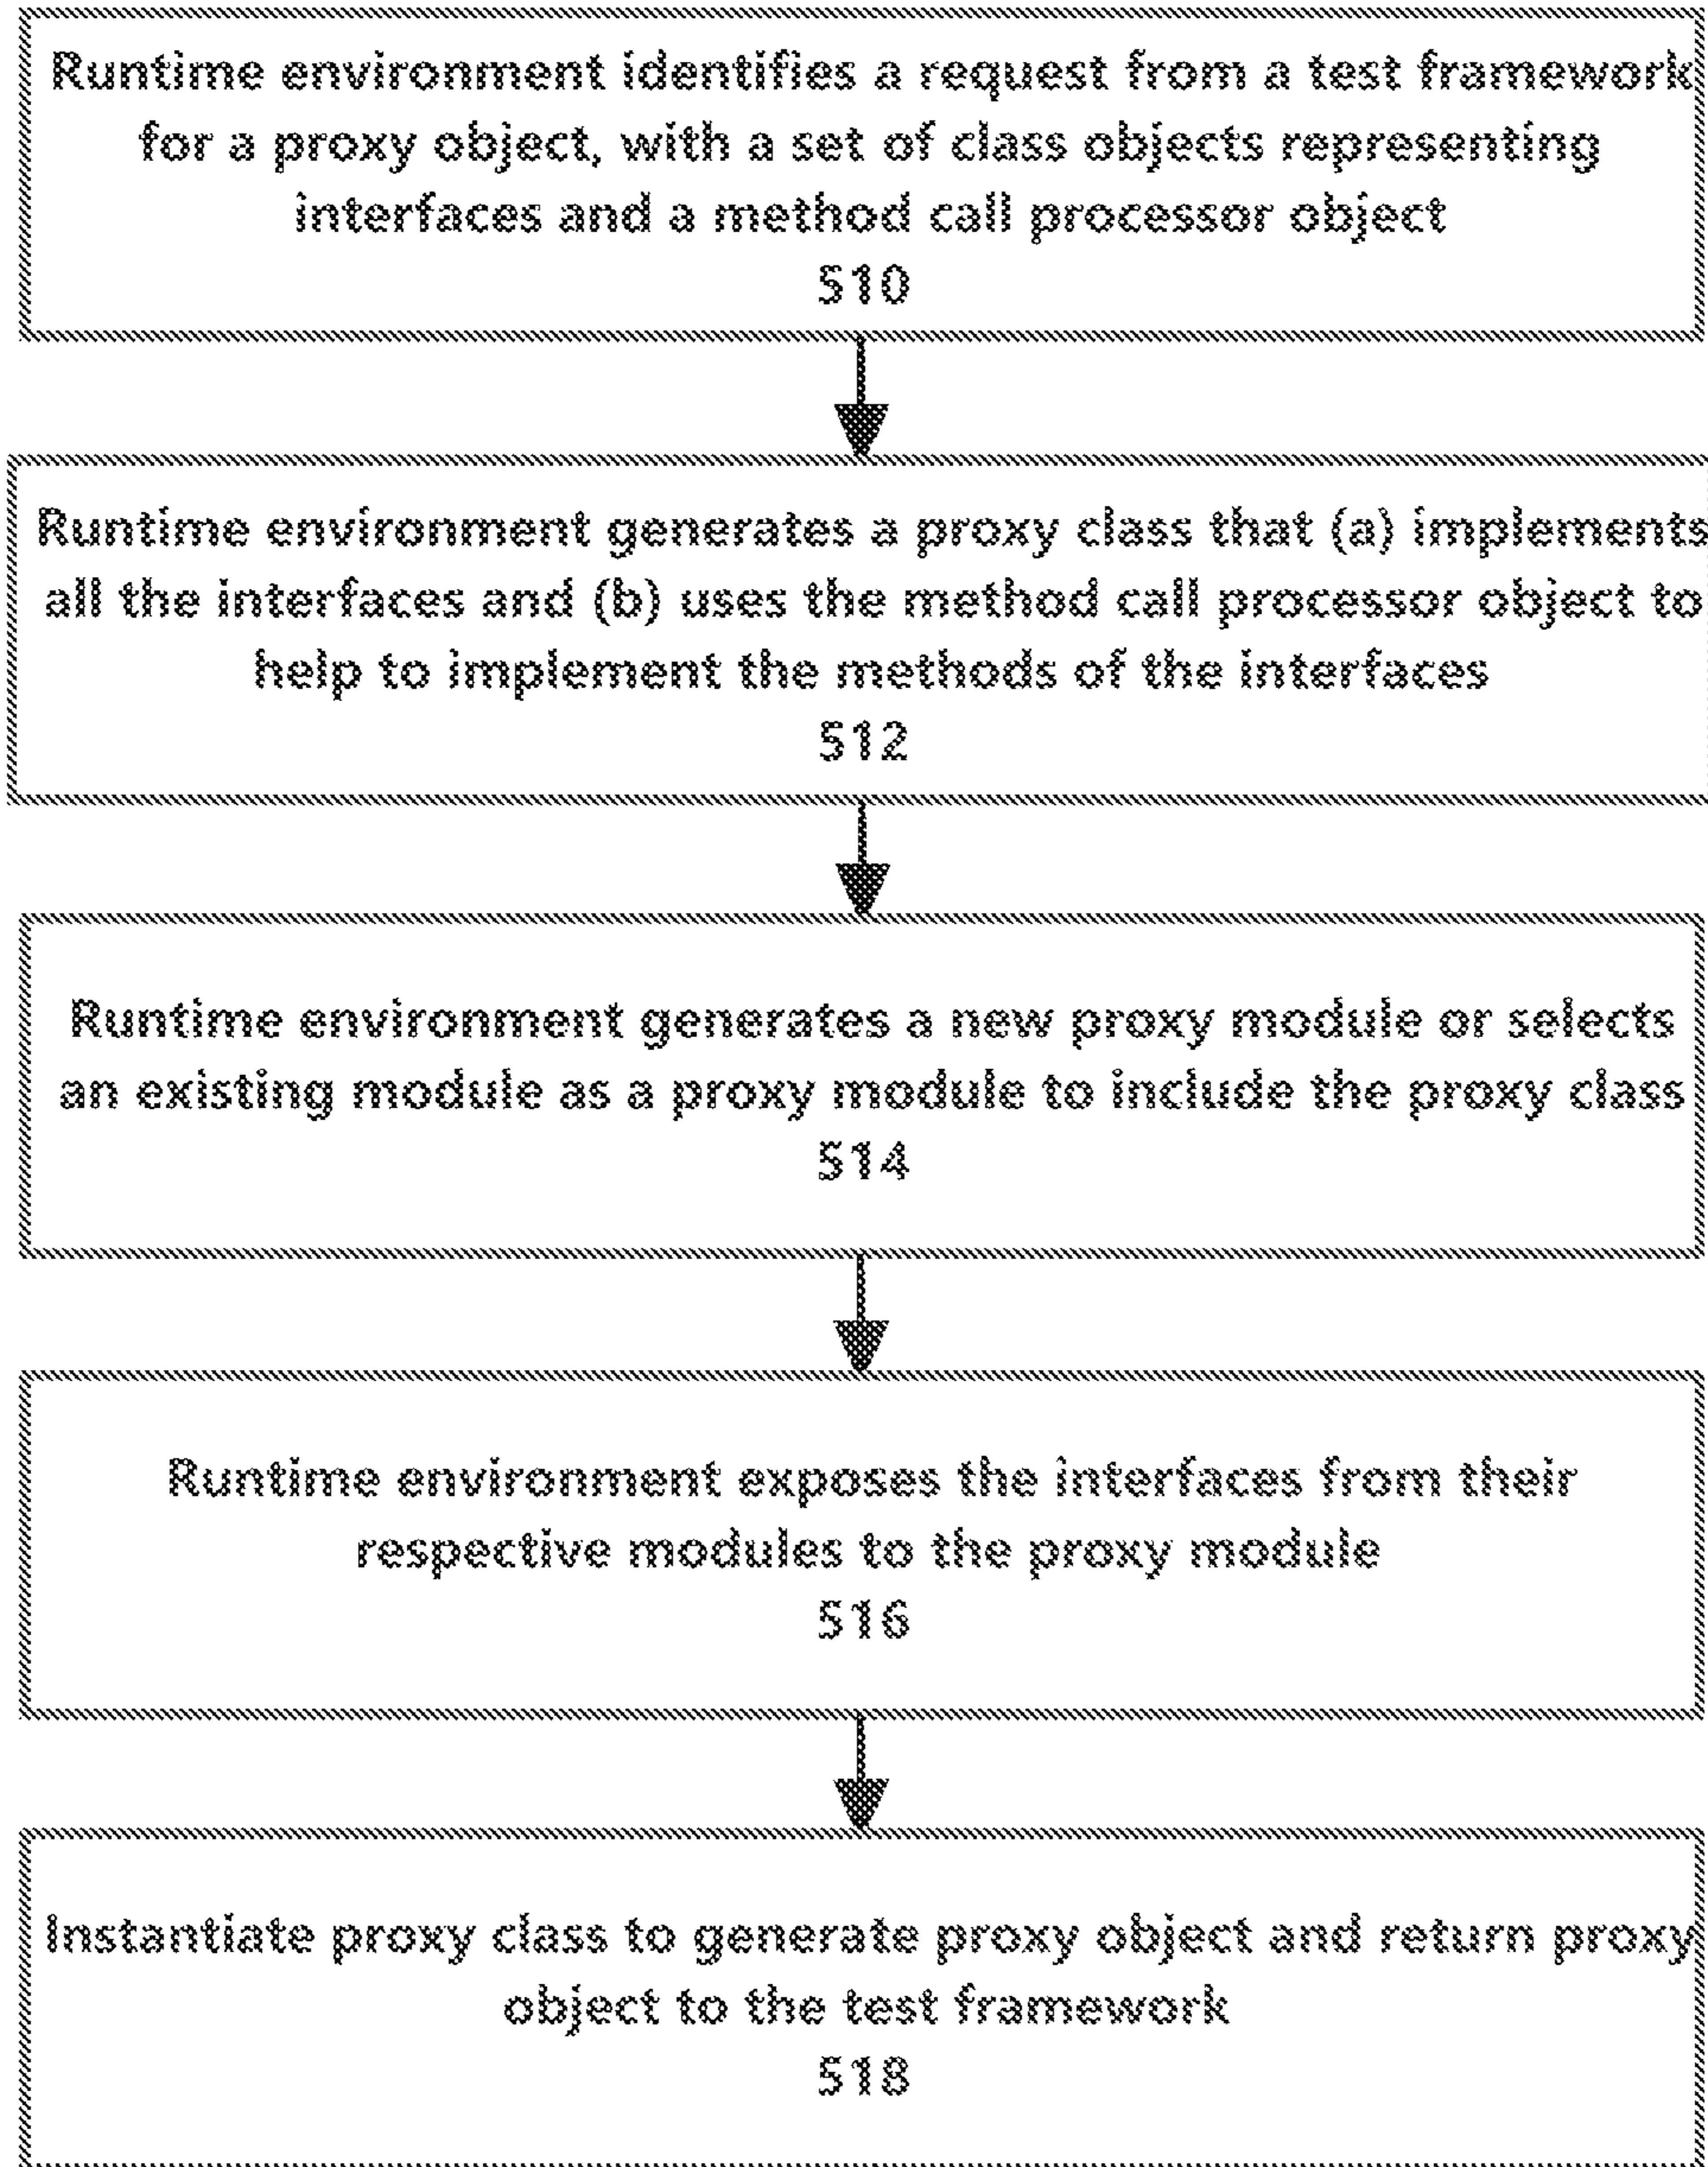 Runtime environment identifies a request from a test framework
for a proxy object, with a set of class objects representing
interfaces and a method call processor object
510
Runtime environment generates a proxy class that (a) implements
all the interfaces and (b) uses the method call processor object to
help to implement the methods of the interfaces
512
Runtime environment generates a new proxy module or selects
an existing module as a proxy module to include the proxy class
514
Runtime environment exposes the interfaces from their
respective modules to the proxy module
516
Instantiate proxy class to generate proxy object and return proxy
object to the test framework
518